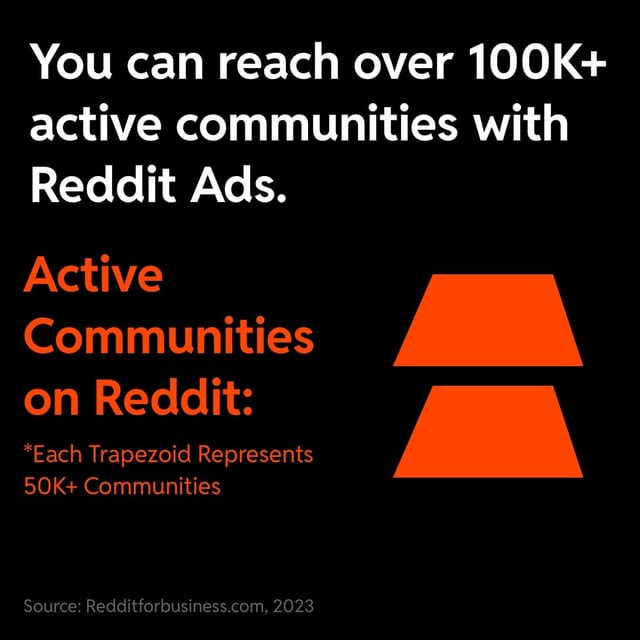 You can reach over 100K+
active communities with
Reddit Ads.
Active
Communities
on Reddit:
*Each Trapezoid Represents
50K+ Communities
Source: Redditforbusiness.com, 2023